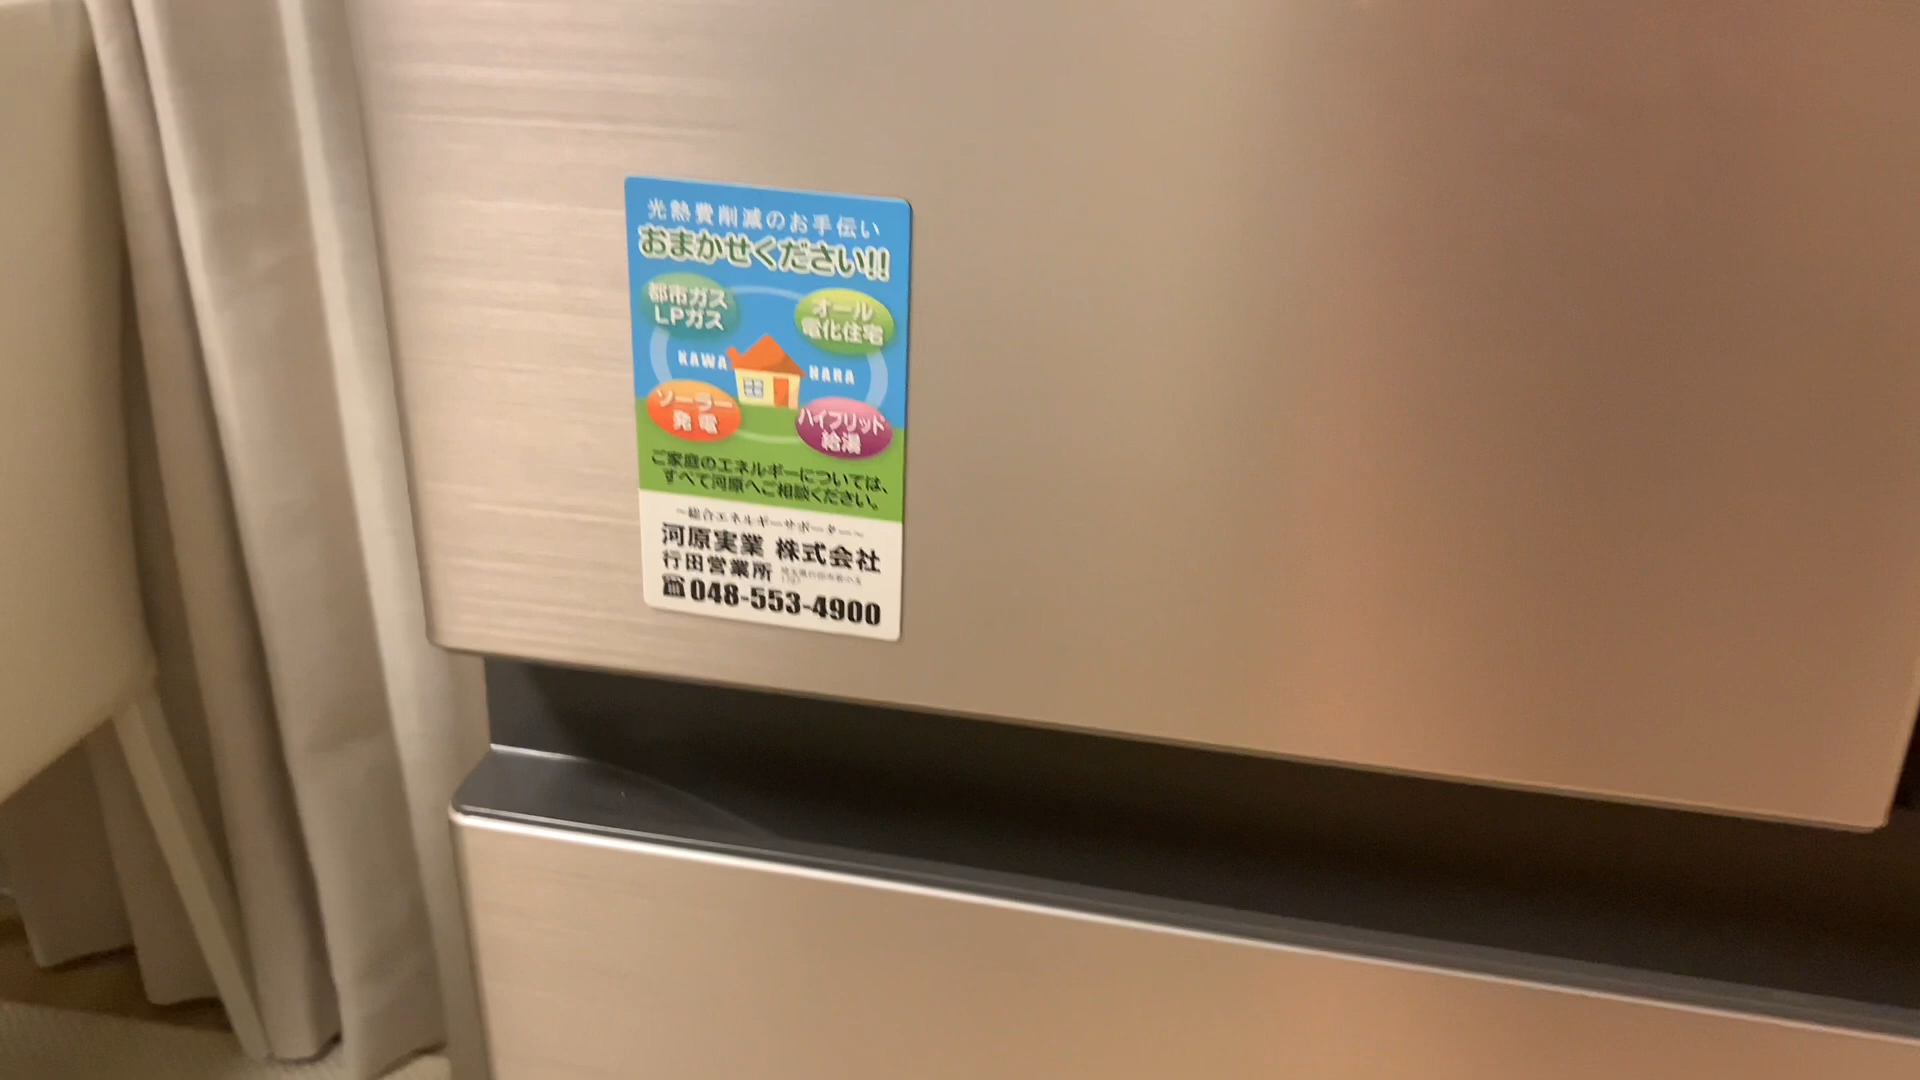 光熱費削減のお手伝い
おまかせください!!
都市ガス
LPガス
オール
電化住宅
KAWA
HARA
ソーラー
発電
ハイブリッド
給湯
ご家庭のエネルギーについては、
すべて河原へご相談ください。
~総合エネルギーサポーター~
河原実業 株式会社
行田営業所
☎048-553-4900